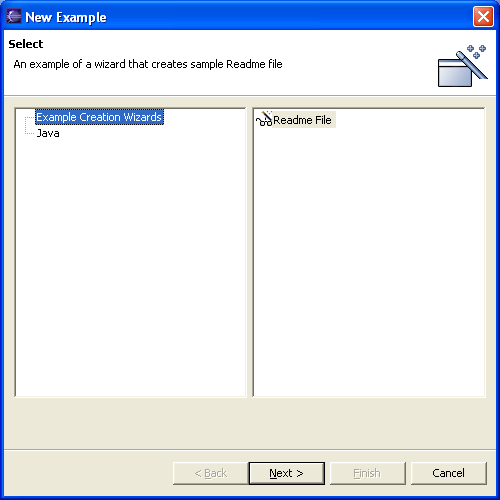 New Example
Select
An example of a wizard that creates sample Readme file
Example Creation Wizards
Java
Readme File
< Back
Next >
Finish
Cancel